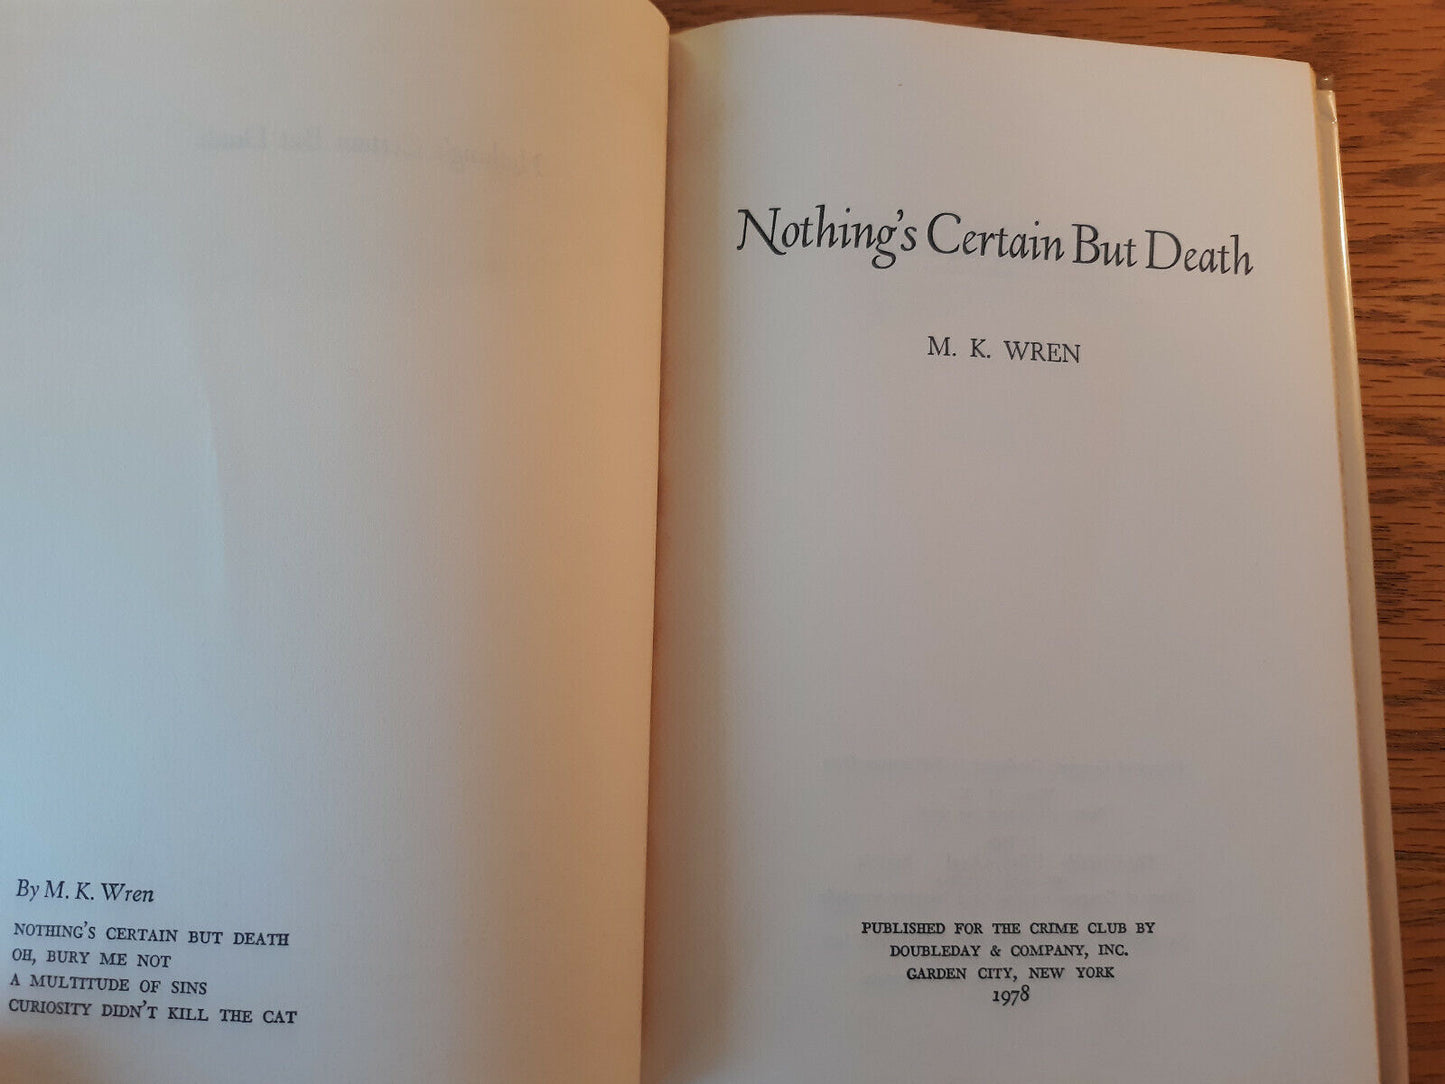 By M. K. Wren
NOTHING'S CERTAIN BUT DEATH
OH, BURY ME NOT
A MULTITUDE OF SINS
CURIOSITY DIDN'T KILL THE CAT
Nothing's Certain But Death
M. K. WREN
PUBLISHED FOR THE CRIME CLUB BY
DOUBLEDAY & COMPANY, INC.
GARDEN CITY, NEW YORK
1978